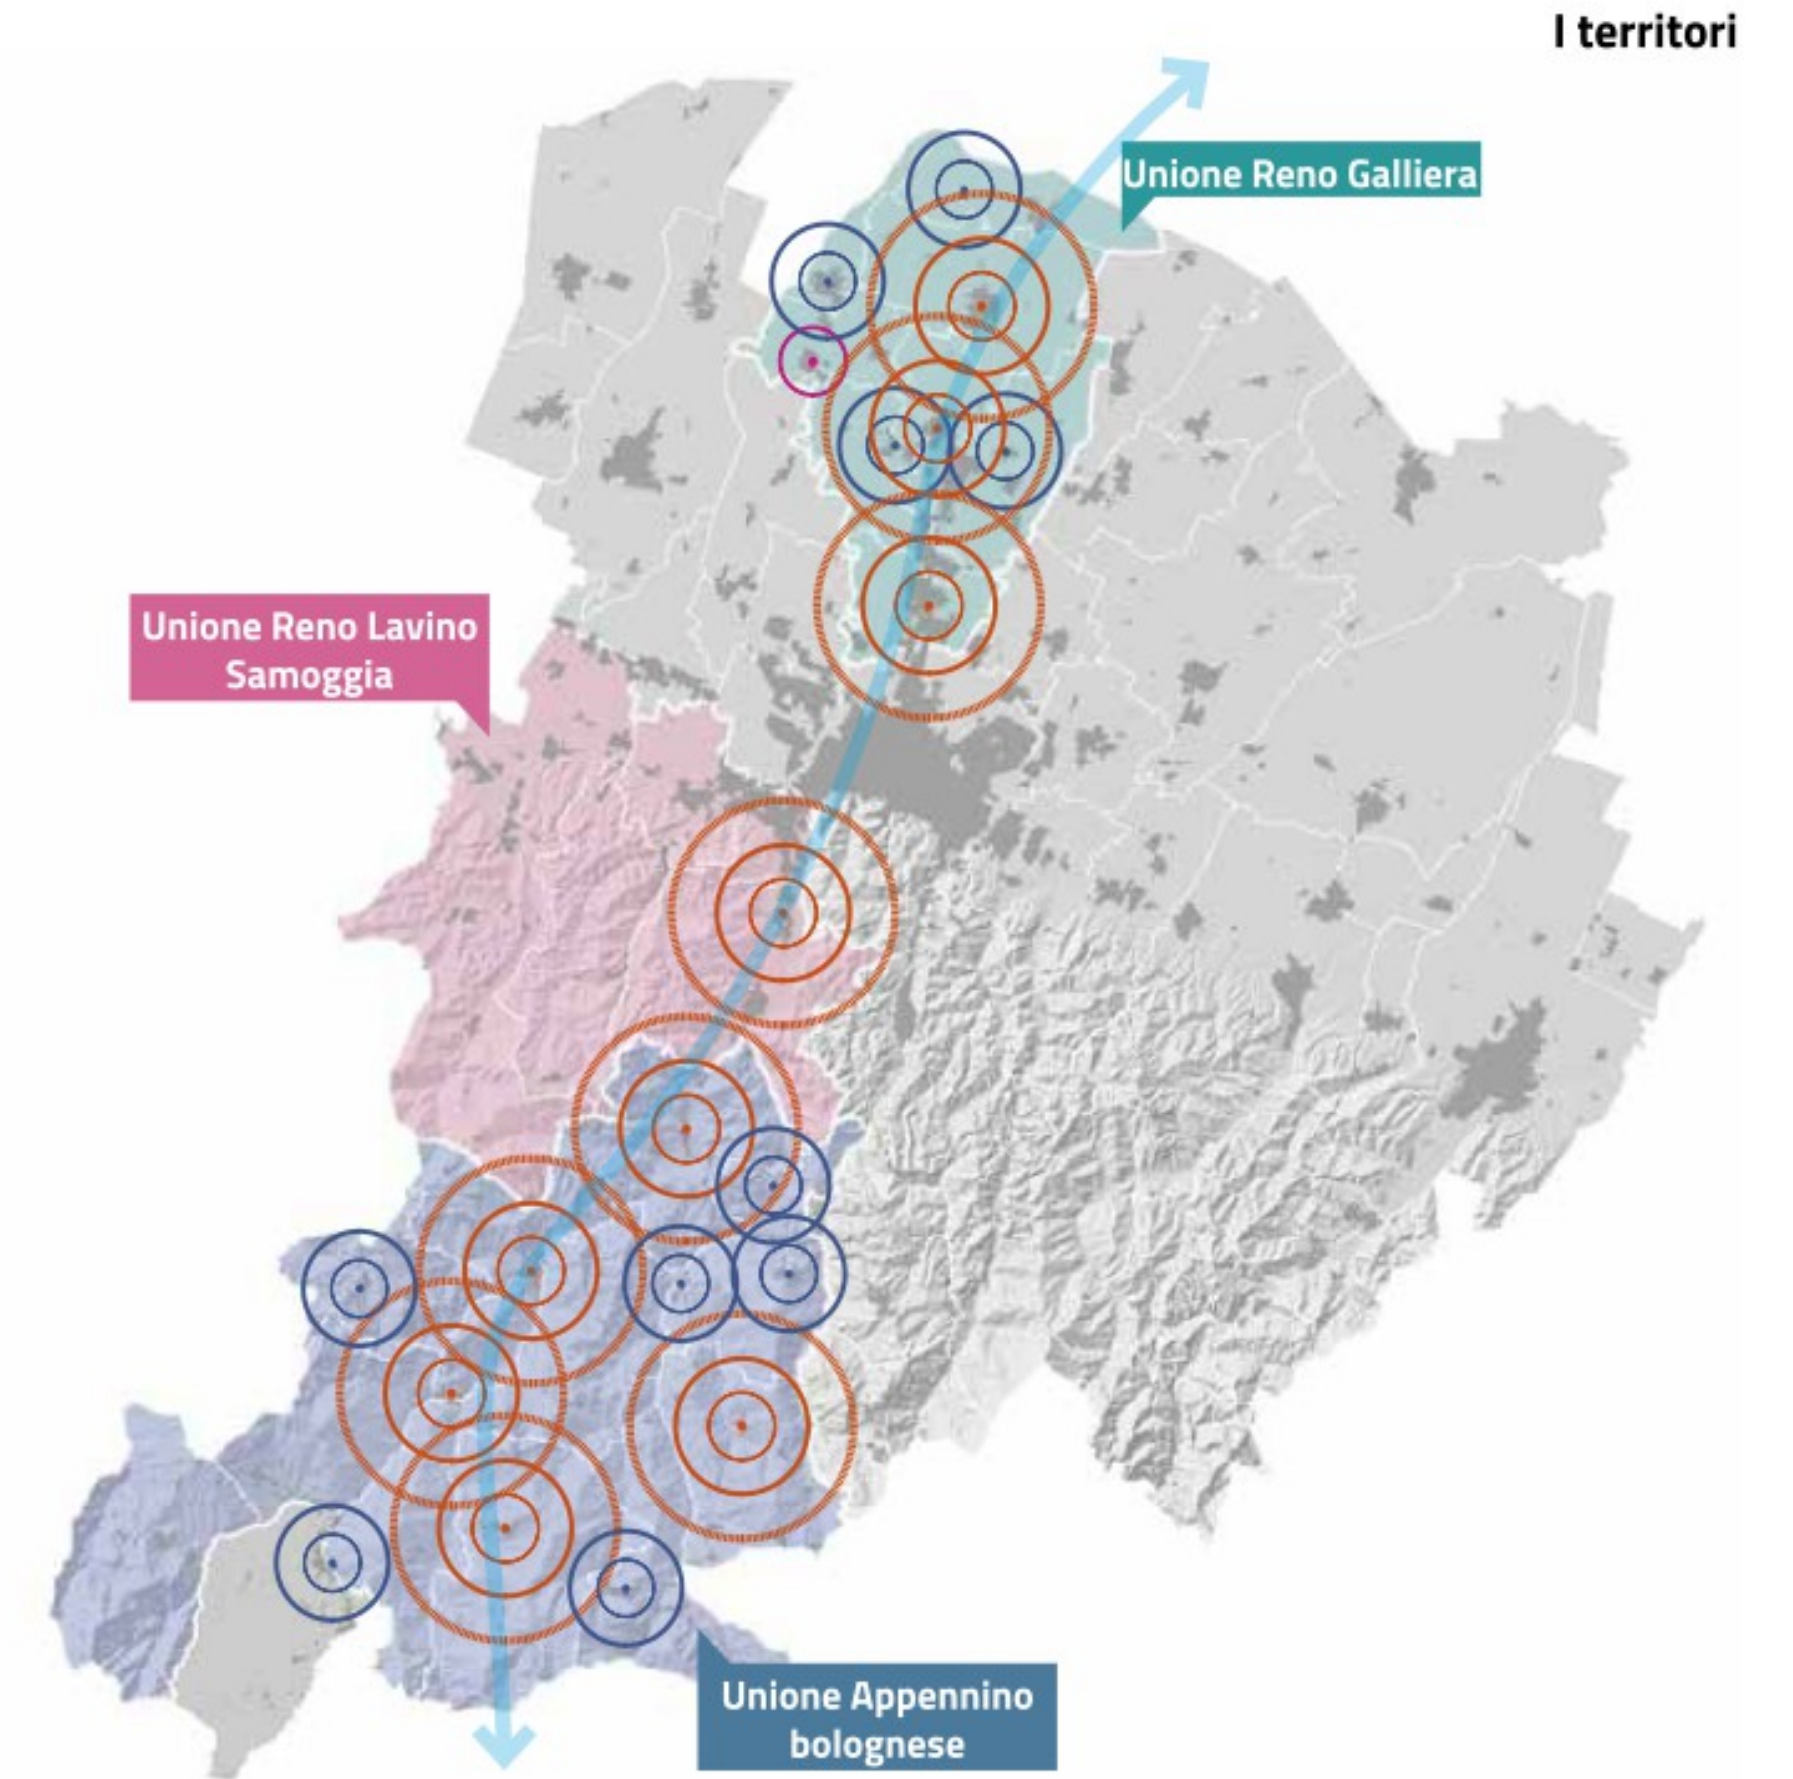 I territori
Unione Reno Galliera
Unione Reno Lavino
Samoggia
Unione Appennino
bolognese